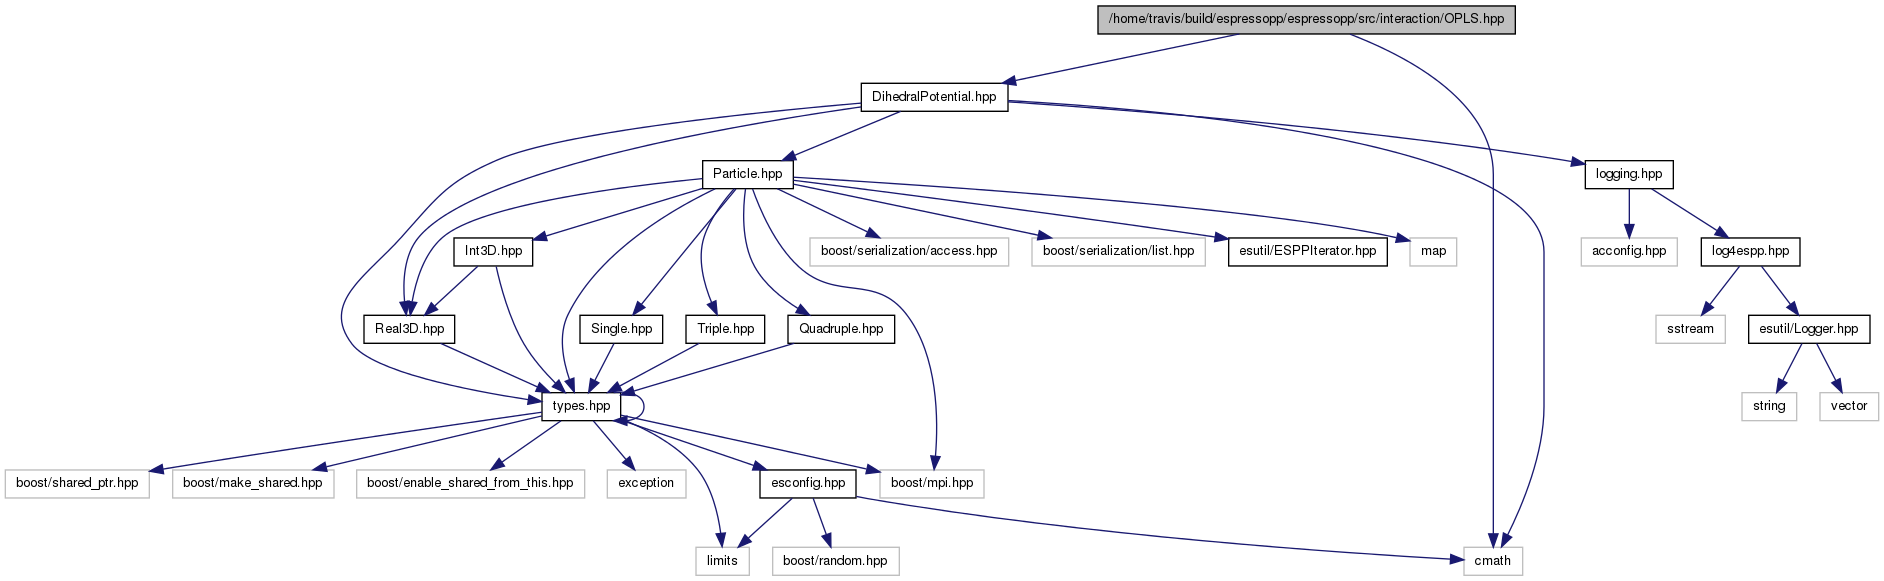 /home/travis/build/espressopp/espressopp/src/interaction/OPLS.hpp
DihedralPotential.hpp
Particle.hpp
logging.hpp
Int3D.hpp
boost/serialization/access.hpp
boost/serialization/list.hpp
esutil/ESPPIterator.hpp
map
acconfig.hpp
log4espp.hpp
Real3D.hpp
Single.hpp
Triple.hpp
Quadruple.hpp
sstream
esutil/Logger.hpp
types.hpp
string
vector
boost/shared_ptr.hpp
boost/make_shared.hpp
boost/enable_shared_from_this.hpp
exception
esconfig.hpp
boost/mpi.hpp
limits
boost/random.hpp
cmath